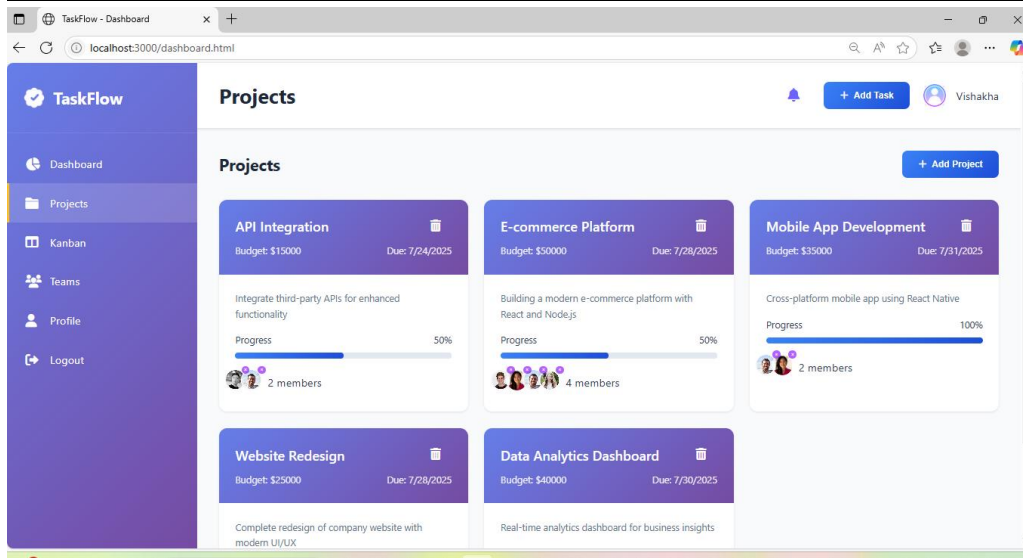 TaskFlow - Dashboard
localhost:3000/dashboard.html
TaskFlow
Dashboard
Projects
Kanban
Teams
Profile
Logout
Projects
+ Add Task
Vishakha
Projects
+ Add Project
API Integration
Budget: $15000 Due: 7/24/2025
Integrate third-party APIs for enhanced
functionality
Progress 50%
2 members
E-commerce Platform
Budget: $50000 Due: 7/28/2025
Building a modern e-commerce platform with
React and Node.js
Progress 50%
4 members
Mobile App Development
Budget: $35000 Due: 7/31/2025
Cross-platform mobile app using React Native
Progress 100%
2 members
Website Redesign
Budget: $25000 Due: 7/28/2025
Complete redesign of company website with
modern UI/UX
Data Analytics Dashboard
Budget: $40000 Due: 7/30/2025
Real-time analytics dashboard for business insights